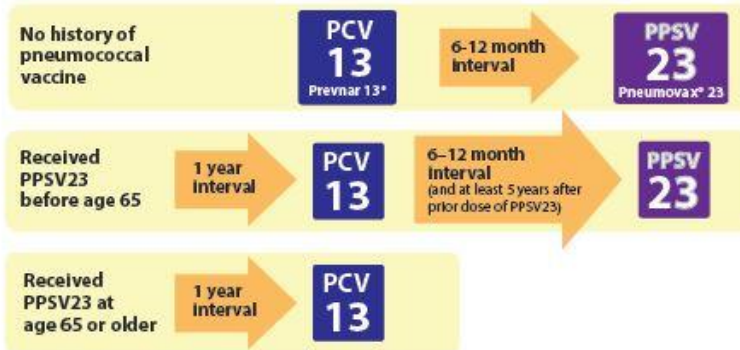 No history of
pneumococcal
vaccine
PCV
13
Prevnar 13®
6-12 month
interval
PPSV
23
Pneumovax® 23
Received
PPSV23
before age 65
1 year
interval
PCV
13
6–12 month
interval
(and at least 5 years after
prior dose of PPSV23)
PPSV
23
Received
PPSV23 at
age 65 or older
1 year
interval
PCV
13